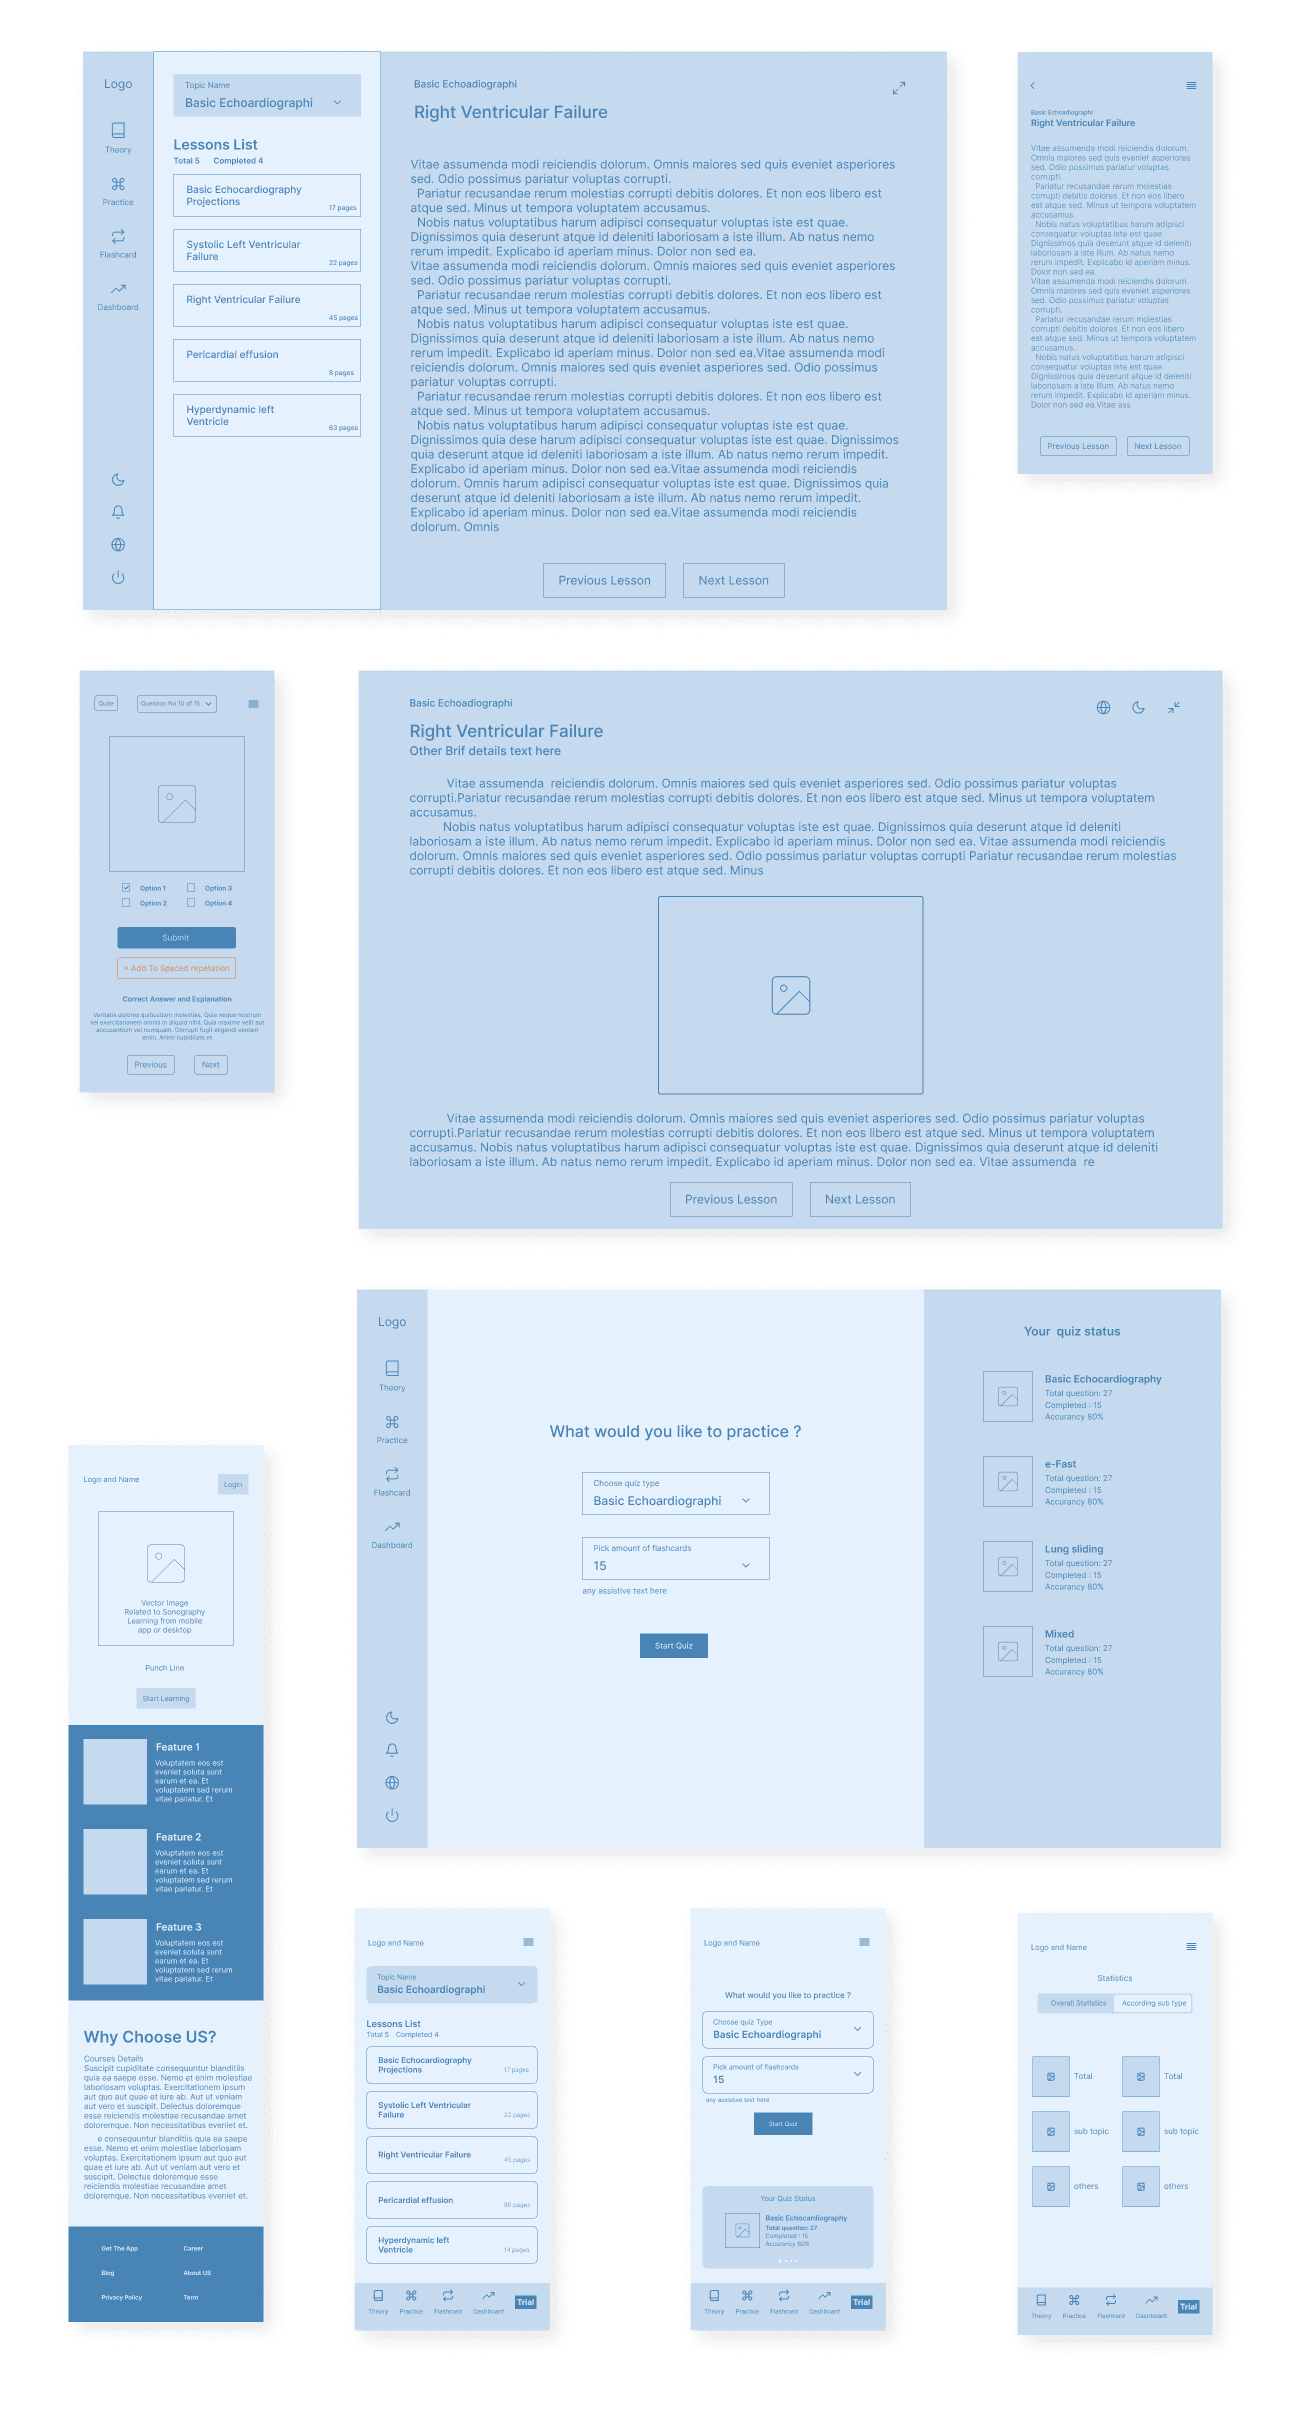 Logo
Theory
Practice
Flashcard
Dashboard
Topic Name
Basic Echoardiographi
Lessons List
Total 5 Completed 4
Basic Echocardiography
Projections
17 pages
Systolic Left Ventricular
Failure
22 pages
Right Ventricular Failure
45 pages
Pericardial effusion
8 pages
Hyperdynamic left
Ventricle
63 pages
Basic Echoadiographi
Right Ventricular Failure
Vitae assumenda modi reiciendis dolorum. Omnis maiores sed quis eveniet asperiores
sed. Odio possimus pariatur voluptas corrupti.
Pariatur recusandae rerum molestias corrupti debitis dolores. Et non eos libero est
atque sed. Minus ut tempora voluptatem accusamus.
Nobis natus voluptatibus harum adipisci consequatur voluptas iste est quae.
Dignissimos quia deserunt atque id deleniti laboriosam a iste illum. Ab natus nemo
rerum impedit. Explicabo id aperiam minus. Dolor non sed ea.
Vitae assumenda modi reiciendis dolorum. Omnis maiores sed quis eveniet asperiores
sed. Odio possimus pariatur voluptas corrupti.
Pariatur recusandae rerum molestias corrupti debitis dolores. Et non eos libero est
atque sed. Minus ut tempora voluptatem accusamus.
Nobis natus voluptatibus harum adipisci consequatur voluptas iste est quae.
Dignissimos quia deserunt atque id deleniti laboriosam a iste illum. Ab natus nemo
rerum impedit. Explicabo id aperiam minus. Dolor non sed ea.Vitae assumenda modi
reiciendis dolorum. Omnis maiores sed quis eveniet asperiores sed. Odio possimus
pariatur voluptas corrupti.
Pariatur recusandae rerum molestias corrupti debitis dolores. Et non eos libero est
atque sed. Minus ut tempora voluptatem accusamus.
Nobis natus voluptatibus harum adipisci consequatur voluptas iste est quae.
Dignissimos quia dese harum adipisci consequatur voluptas iste est quae. Dignissimos
quia deserunt atque id deleniti laboriosam a iste illum. Ab natus nemo rerum impedit.
Explicabo id aperiam minus. Dolor non sed ea.Vitae assumenda modi reiciendis
dolorum. Omnis harum adipisci consequatur voluptas iste est quae. Dignissimos quia
deserunt atque id deleniti laboriosam a iste illum. Ab natus nemo rerum impedit.
Explicabo id aperiam minus. Dolor non sed ea.Vitae assumenda modi reiciendis
dolorum. Omnis
Previous Lesson
Next Lesson
Basic Echoadiographi
Right Ventricular Failure
Vitae assumenda modi reiciendis dolorum.
Omnis maiores sed quis eveniet asperiores
sed. Odio possimus pariatur voluptas
corrupti.
Pariatur recusandae rerum molestias
corrupti debitis dolores. Et non eos libero
est atque sed. Minus ut tempora voluptatem
accusamus.
Nobis natus voluptatibus harum adipisci
consequatur voluptas iste est quae.
Dignissimos quia deserunt atque id deleniti
laboriosam a iste illum. Ab natus nemo
rerum impedit. Explicabo id aperiam minus.
Dolor non sed ea.
Vitae assumenda modi reiciendis dolorum.
Omnis maiores sed quis eveniet asperiores
sed. Odio possimus pariatur voluptas
corrupti.
Pariatur recusandae rerum molestias
corrupti debitis dolores. Et non eos libero
est atque sed. Minus ut tempora voluptatem
accusamus.
Nobis natus voluptatibus harum adipisci
consequatur voluptas iste est quae.
Dignissimos quia deserunt atque id deleniti
laboriosam a iste illum. Ab natus nemo
rerum impedit. Explicabo id aperiam minus.
Dolor non sed ea.Vitae ass
Previous Lesson
Next Lesson
Quite
Question No 10 of 15
Option 1
Option 3
Option 2
Option 4
Submit
+ Add To Spaced repetation
Correct Answer and Explanation
Veritatis dolores quibusdam molestias. Quia neque nostrum
vel exercitationem omnis in aliquid nihil. Quia maxime velit aut
accusantium vel numquam. Corrupti fugit eligendi veniam
enim. Animi cupiditate et
Previous
Next
Basic Echoadiographi
Right Ventricular Failure
Other Brif details text here
Vitae assumenda reiciendis dolorum. Omnis maiores sed quis eveniet asperiores sed. Odio possimus pariatur voluptas
corrupti.Pariatur recusandae rerum molestias corrupti debitis dolores. Et non eos libero est atque sed. Minus ut tempora voluptatem
accusamus.
Nobis natus voluptatibus harum adipisci consequatur voluptas iste est quae. Dignissimos quia deserunt atque id deleniti
laboriosam a iste illum. Ab natus nemo rerum impedit. Explicabo id aperiam minus. Dolor non sed ea. Vitae assumenda modi reiciendis
dolorum. Omnis maiores sed quis eveniet asperiores sed. Odio possimus pariatur voluptas corrupti Pariatur recusandae rerum molestias
corrupti debitis dolores. Et non eos libero est atque sed. Minus
Vitae assumenda modi reiciendis dolorum. Omnis maiores sed quis eveniet asperiores sed. Odio possimus pariatur voluptas
corrupti.Pariatur recusandae rerum molestias corrupti debitis dolores. Et non eos libero est atque sed. Minus ut tempora voluptatem
accusamus. Nobis natus voluptatibus harum adipisci consequatur voluptas iste est quae. Dignissimos quia deserunt atque id deleniti
laboriosam a iste illum. Ab natus nemo rerum impedit. Explicabo id aperiam minus. Dolor non sed ea. Vitae assumenda re
Previous Lesson
Next Lesson
Logo
Theory
Practice
Flashcard
Dashboard
What would you like to practice ?
Choose quiz type
Basic Echoardiographi
Pick amount of flashcards
15
any assistive text here
Start Quiz
Your quiz status
Basic Echocardiography
Total question: 27
Completed : 15
Accurancy 80%
e-Fast
Total question: 27
Completed : 15
Accurancy 80%
Lung sliding
Total question: 27
Completed : 15
Accurancy 80%
Mixed
Total question: 27
Completed : 15
Accurancy 80%
Logo and Name
Login
Vector Image
Related to Sonography
Learning from mobile
app or desktop
Punch Line
Start Learning
Feature 1
Voluptatem eos est
eveniet soluta sunt
earum et ea. Et
voluptatem sed rerum
vitae pariatur. Et
Feature 2
Voluptatem eos est
eveniet soluta sunt
earum et ea. Et
voluptatem sed rerum
vitae pariatur. Et
Feature 3
Voluptatem eos est
eveniet soluta sunt
earum et ea. Et
voluptatem sed rerum
vitae pariatur. Et
Why Choose US?
Courses Details
Suscipit cupiditate consequuntur blanditiis
quia ea saepe esse. Nemo et enim molestiae
laboriosam voluptas. Exercitationem ipsum
aut quo aut quae et iure ab. Aut ut veniam
aut vero et suscipit. Delectus doloremque
esse reiciendis molestiae recusandae amet
doloremque. Non necessitatibus eveniet et.
e consequuntur blanditiis quia ea saepe
esse. Nemo et enim molestiae laboriosam
voluptas. Exercitationem ipsum aut quo aut
quae et iure ab. Aut ut veniam aut vero et
suscipit. Delectus doloremque esse
reiciendis molestiae recusandae amet
doloremque. Non necessitatibus eveniet et.
Get The App
Career
Blog
About US
Privacy Policy
Term
Logo and Name
Topic Name
Basic Echoardiographi
Lessons List
Total 5 Completed 4
Basic Echocardiography
Projections
17 pages
Systolic Left Ventricular
Failure
22 pages
Right Ventricular Failure
45 pages
Pericardial effusion
86 pages
Hyperdynamic left
Ventricle
14 pages
Theory
Practice
Flashcard
Dashboard
Trial
Logo and Name
What would you like to practice ?
Choose quiz Type
Basic Echoardiographi
Pick amount of flashcards
15
any assistive text here
Start Quiz
Your Quiz Status
Basic Echocardiography
Total question: 27
Completed : 15
Accurancy 80%
Theory
Practice
Flashcard
Dashboard
Trial
Logo and Name
Statistics
Overall Statistics
According sub type
Total
Total
sub topic
sub topic
others
others
Theory
Practice
Flashcard
Dashboard
Trial